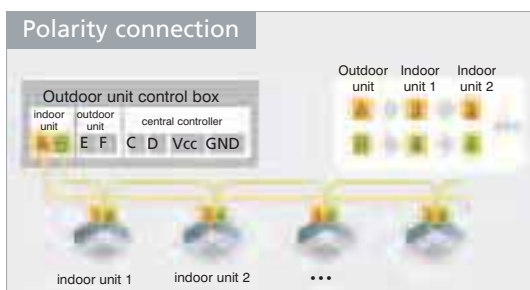 Polarity connection
Outdoor unit control box
indoor unit
outdoor unit
central controller
A B E F C D Vcc GND
Outdoor unit
Indoor unit 1
Indoor unit 2
A
B
indoor unit 1
indoor unit 2
...